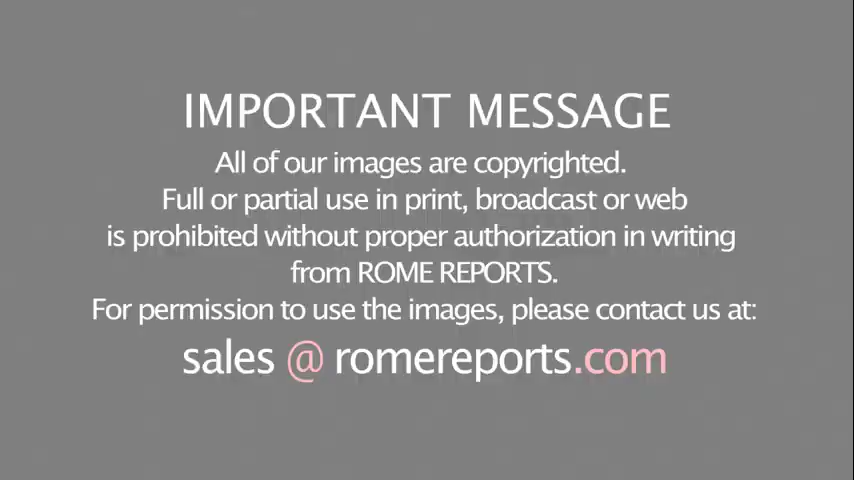 IMPORTANT MESSAGE
All of our images are copyrighted.
Full or partial use in print, broadcast or web
is prohibited without proper authorization in writing
from ROME REPORTS.
For permission to use the images, please contact us at:
sales @ romereports.com